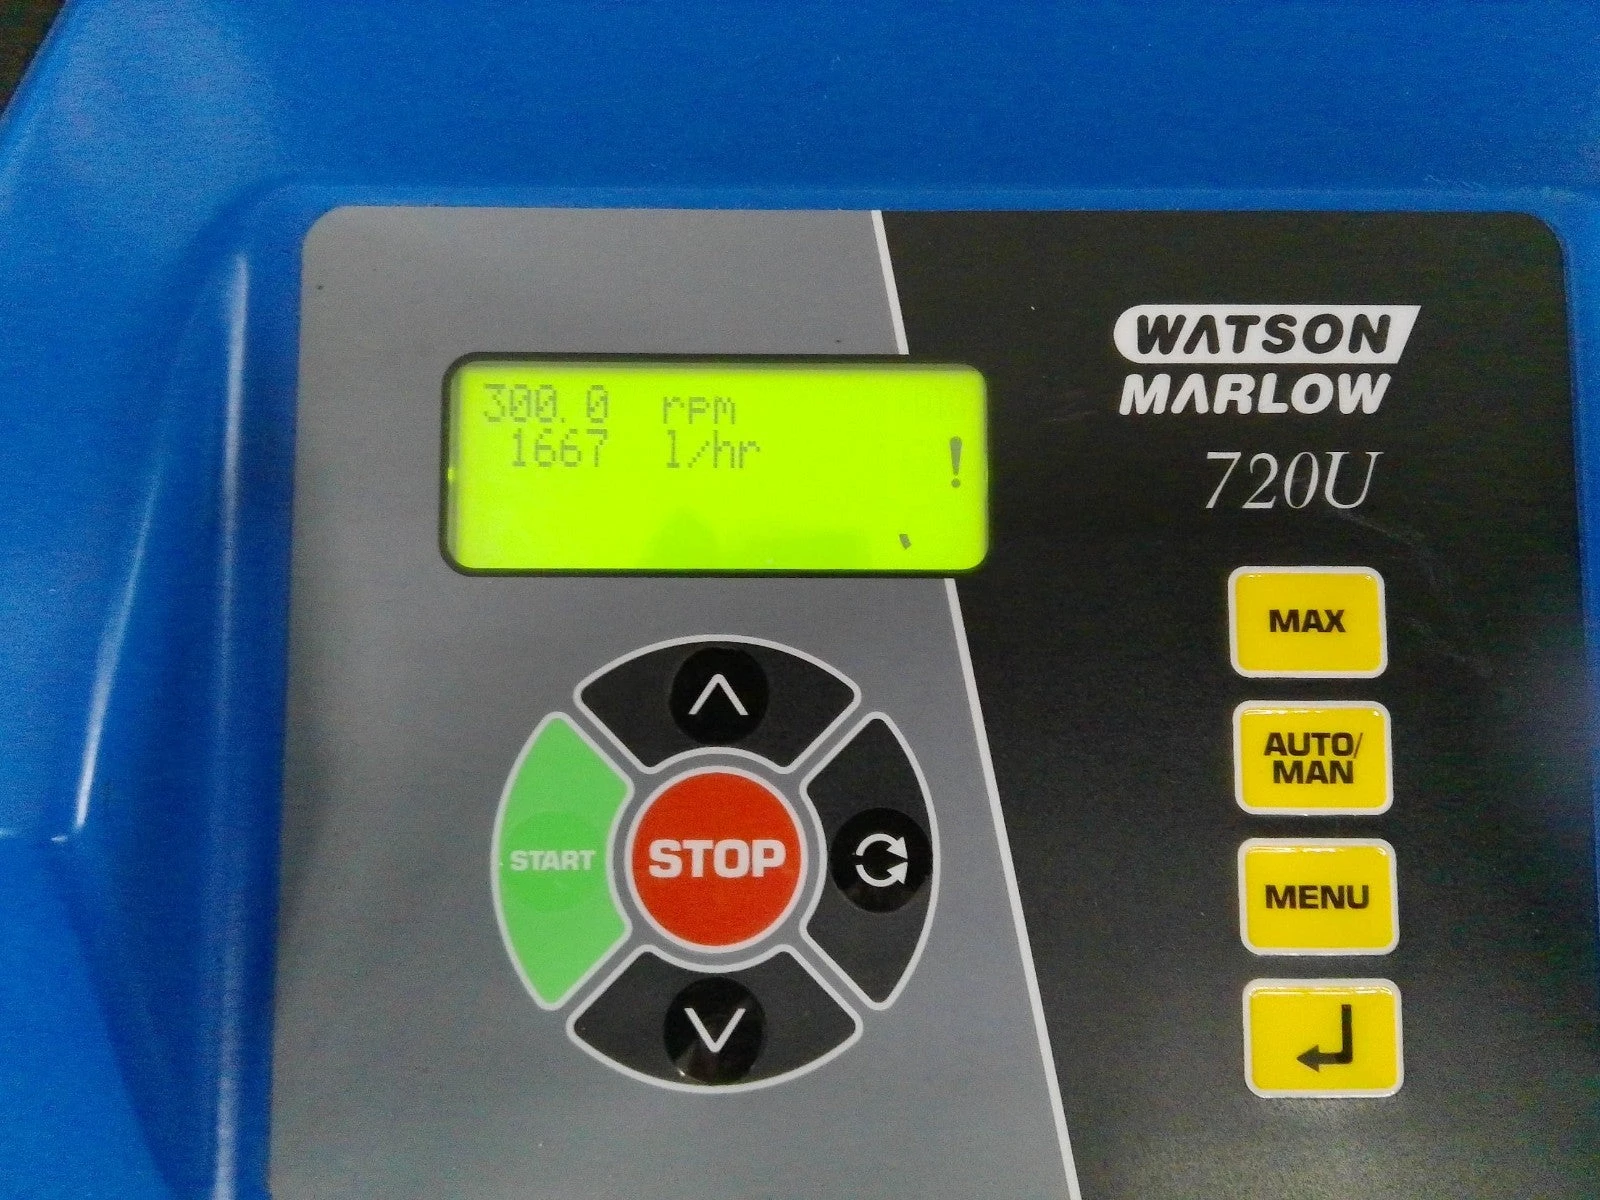 300.0 rpm
1667 l/hr
!
WATSON
MARLOW
720U
MAX
AUTO/
MAN
START
STOP
MENU